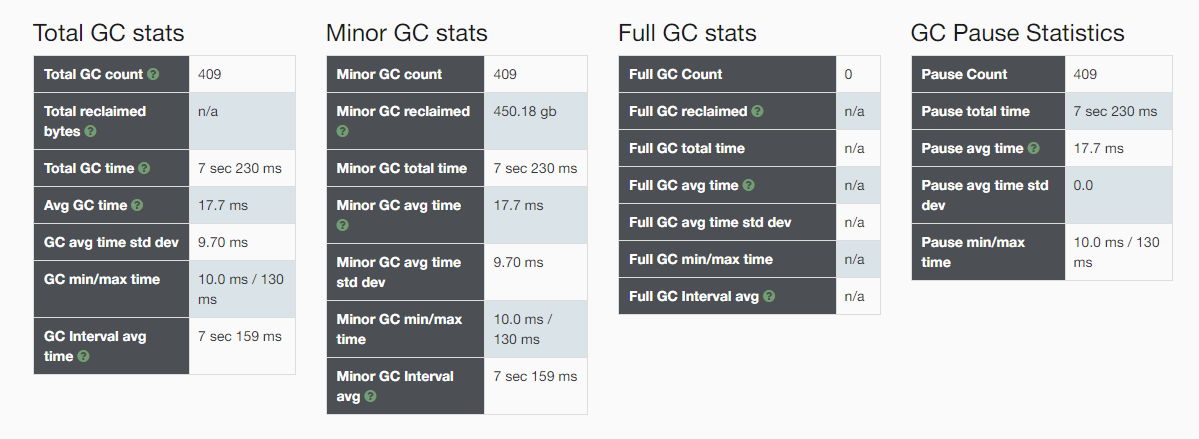 Total GC stats
Total GC count
409
Total reclaimed
bytes
n/a
Total GC time
7 sec 230 ms
Avg GC time
17.7 ms
GC avg time std dev
9.70 ms
GC min/max time
10.0 ms / 130
ms
GC Interval avg
time
7 sec 159 ms
Minor GC stats
Minor GC count
409
Minor GC reclaimed
450.18 gb
Minor GC total time
7 sec 230 ms
Minor GC avg time
17.7 ms
Minor GC avg time
std dev
9.70 ms
Minor GC min/max
time
10.0 ms /
130 ms
Minor GC Interval
avg
7 sec 159 ms
Full GC stats
Full GC Count
0
Full GC reclaimed
n/a
Full GC total time
n/a
Full GC avg time
n/a
Full GC avg time std dev
n/a
Full GC min/max time
n/a
Full GC Interval avg
n/a
GC Pause Statistics
Pause Count
409
Pause total time
7 sec 230 ms
Pause avg time
17.7 ms
Pause avg time std
dev
0.0
Pause min/max
time
10.0 ms / 130
ms